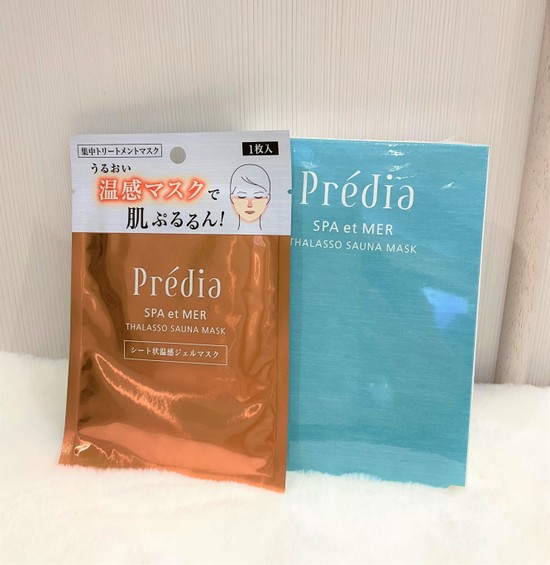 集中トリートメントマスク
1枚入
うるおい
温感マスクで
肌ぷるるん!
Prédia
SPA et MER
THALASSO SAUNA MASK
シート状温感ジェルマスク
Prédia
SPA et MER
THALASSO SAUNA MASK